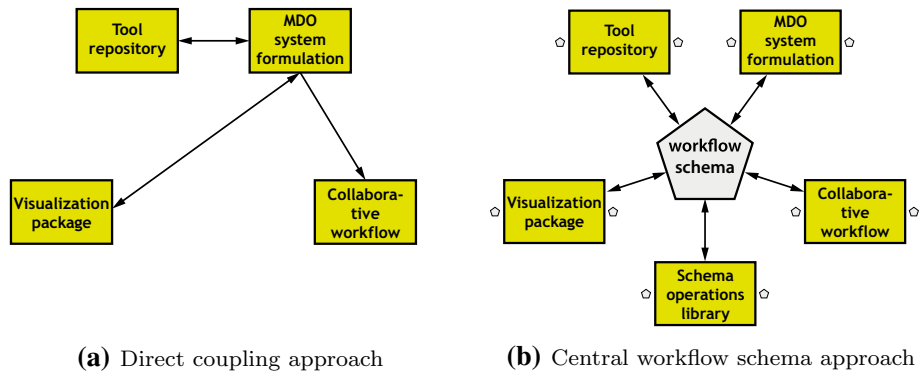 Tool
repository
MDO
system
formulation
Visualization
package
Collabora-
tive
workflow
(a) Direct coupling approach
Tool
repository
MDO
system
formulation
workflow
schema
Visualization
package
Collabora-
tive
workflow
Schema
operations
library
(b) Central workflow schema approach